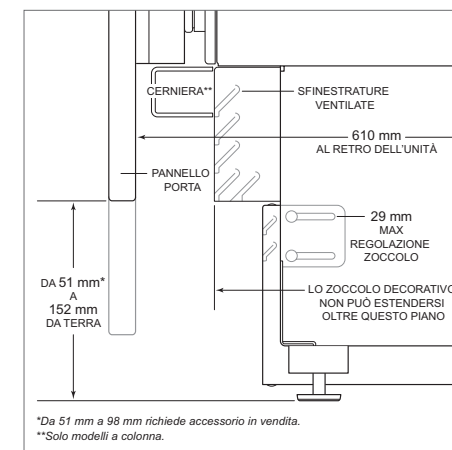 CERNIERA**
SFINESTRATURE
VENTILATE
610 mm
AL RETRO DELL'UNITÀ
PANNELLO
PORTA
29 mm
MAX
REGOLAZIONE
ZOCCOLO
DA 51 mm*
A
152 mm
DA TERRA
LO ZOCCOLO DECORATIVO
NON PUÒ ESTENDERSI
OLTRE QUESTO PIANO
*Da 51 mm a 98 mm richiede accessorio in vendita.
**Solo modelli a colonna.